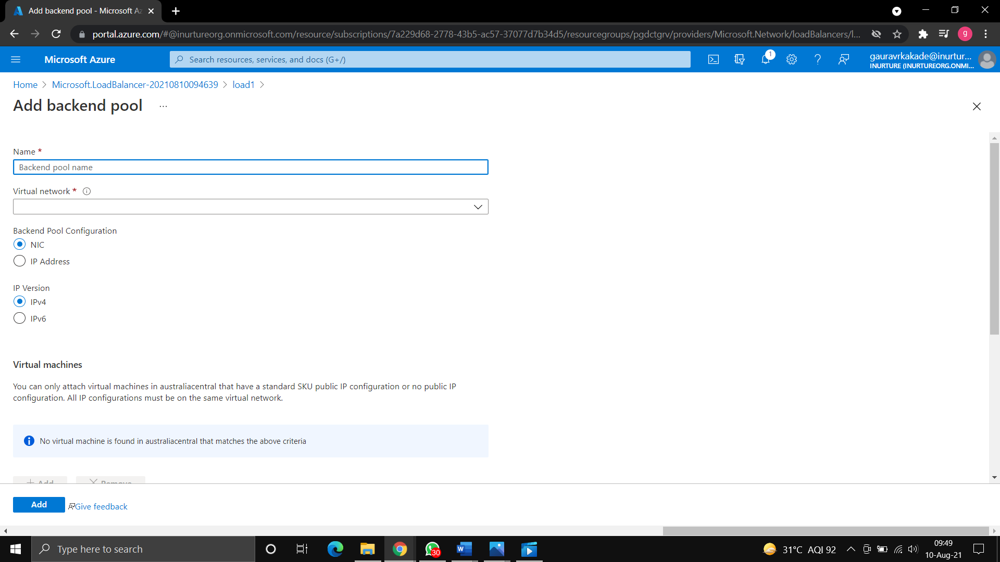 Add backend pool - Microsoft Az
portal.azure.com/#@inurtureorg.onmicrosoft.com/resource/subscriptions/7a229d68-2778-43b5-ac57-37077d7b34d5/resourcegroups/pgdctgrv/providers/Microsoft.Network/loadBalancers/l...
g
Microsoft Azure
Search resources, services, and docs (G+/)
1
gauravrkakade@inurtur...
INURTURE (INURTUREORG.ONMI...
Home > Microsoft.LoadBalancer-20210810094639 > load1 >
Add backend pool ...
Name *
Backend pool name
Virtual network *
Backend Pool Configuration
NIC
IP Address
IP Version
IPv4
IPv6
Virtual machines
You can only attach virtual machines in australiacentral that have a standard SKU public IP configuration or no public IP
configuration. All IP configurations must be on the same virtual network.
No virtual machine is found in australiacentral that matches the above criteria
+ Add Remove
Add Give feedback
Type here to search
30
31°C AQI 92
09:49
10-Aug-21